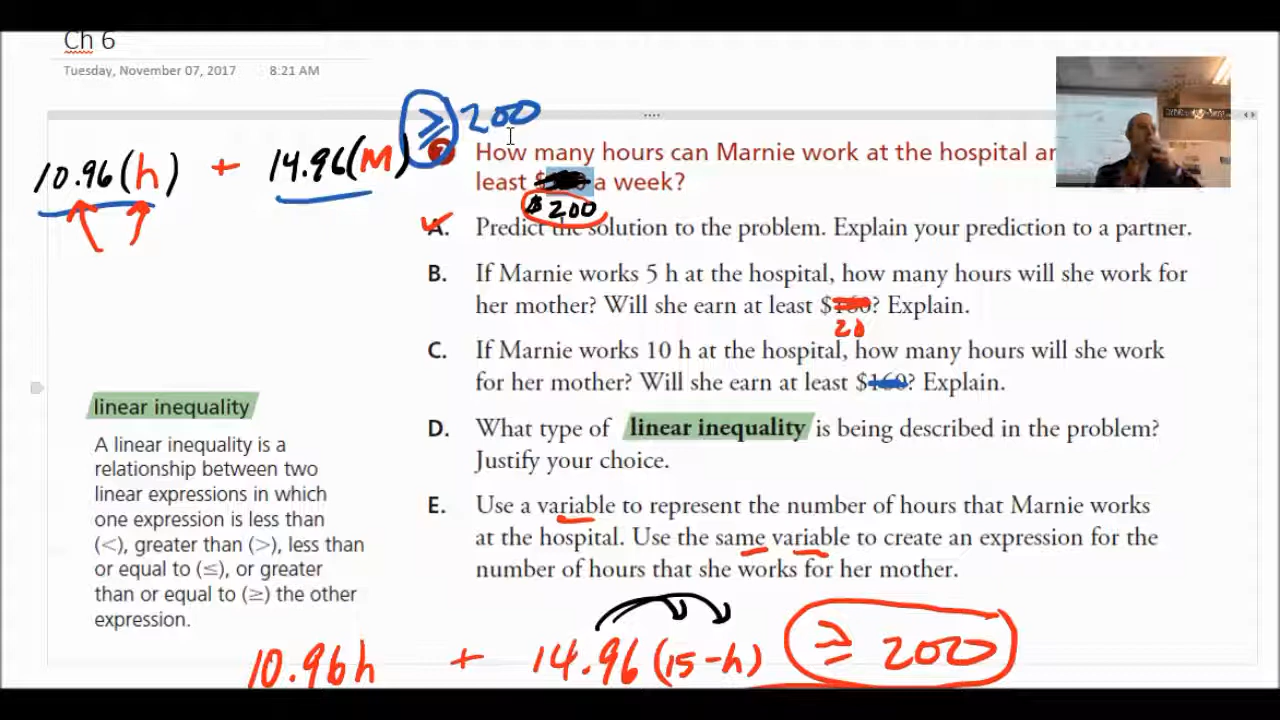 Ch 6
Tuesday, November 07, 2017 8:21 AM
10.96(h) + 14.96(M) ≥ 200
How many hours can Marnie work at the hospital
least $ a week?
$200
A. Predict the solution to the problem. Explain your prediction to a partner.
B. If Marnie works 5 h at the hospital, how many hours will she work for
her mother? Will she earn at least $160? Explain.
20
C. If Marnie works 10 h at the hospital, how many hours will she work
for her mother? Will she earn at least $160? Explain.
D. What type of linear inequality is being described in the problem?
Justify your choice.
E. Use a variable to represent the number of hours that Marnie works
at the hospital. Use the same variable to create an expression for the
number of hours that she works for her mother.
linear inequality
A linear inequality is a
relationship between two
linear expressions in which
one expression is less than
(<), greater than (>), less than
or equal to (≤), or greater
than or equal to (≥) the other
expression.
10.96h + 14.96(15-h) ≥ 200